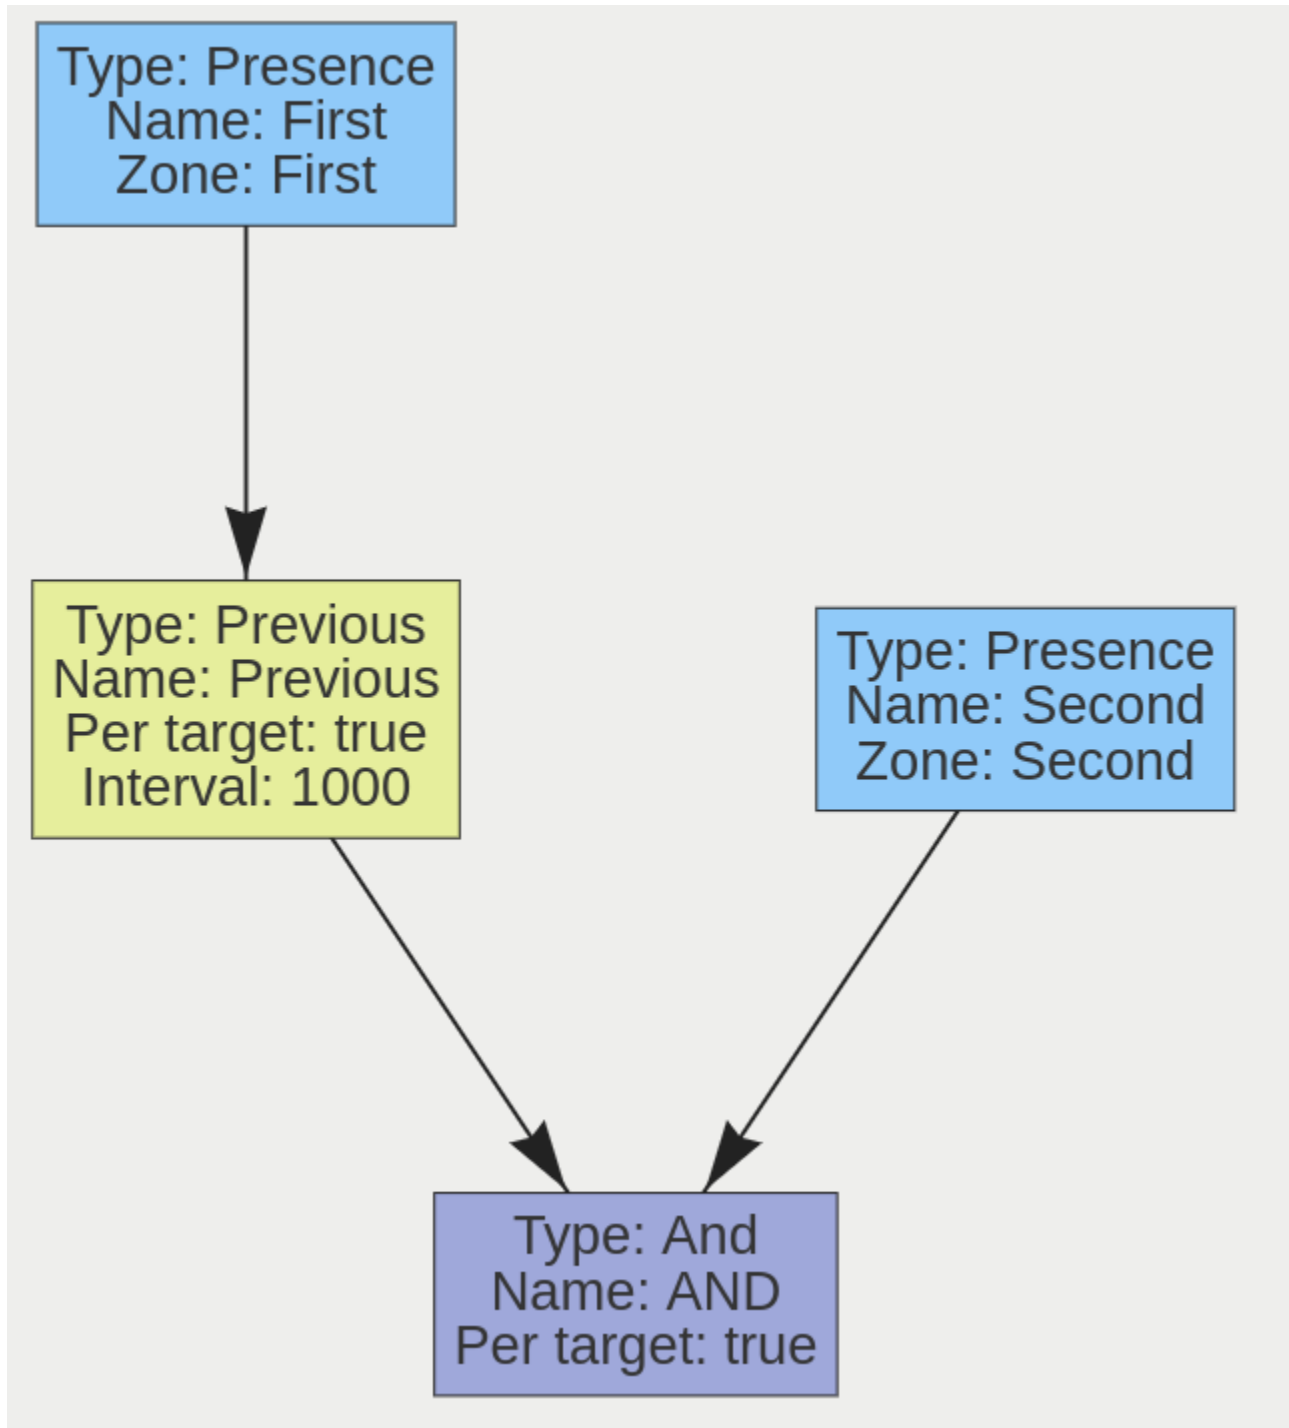 Type: Presence
Name: First
Zone: First
Type: Previous
Name: Previous
Per target: true
Interval: 1000
Type: Presence
Name: Second
Zone: Second
Type: And
Name: AND
Per target: true